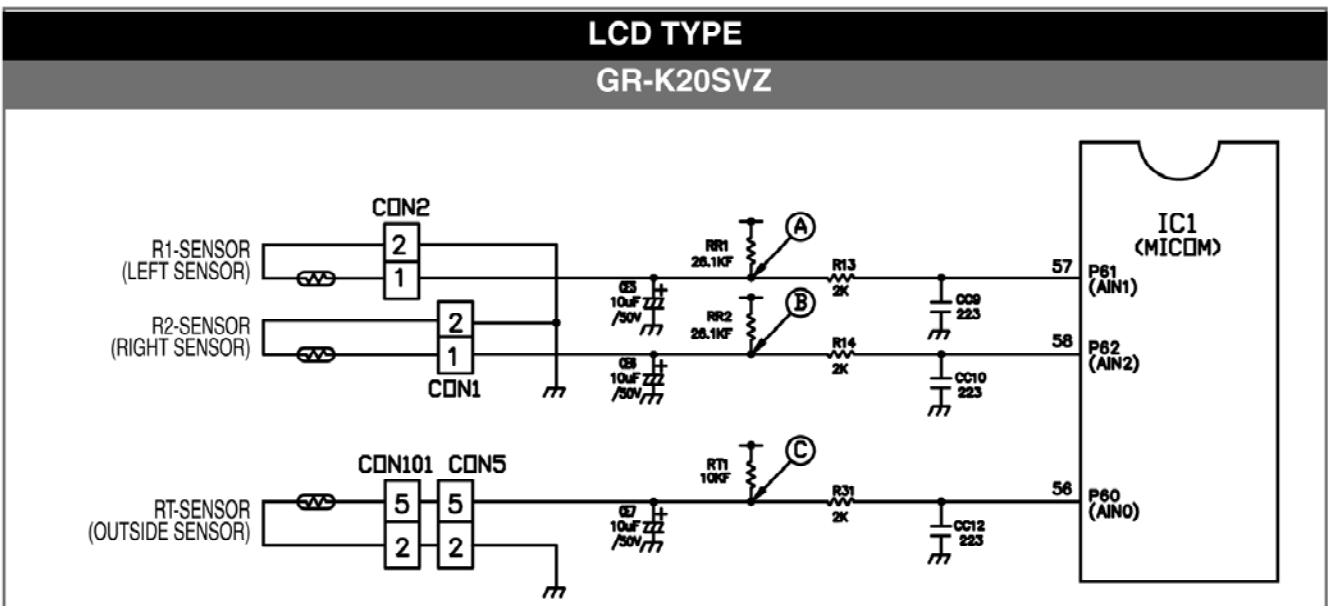 LCD TYPE
GR-K20SVZ
CON2
R1-SENSOR
(LEFT SENSOR)
2
1
R2-SENSOR
(RIGHT SENSOR)
2
1
CON1
CE5
10uF
/50V
RR1
26.1KF
A
R13
2K
CC9
223
57
P61
(AIN1)
IC1
(MICOM)
CE6
10uF
/50V
RR2
26.1KF
B
R14
2K
CC10
223
58
P62
(AIN2)
CON101 CON5
RT-SENSOR
(OUTSIDE SENSOR)
5 5
2 2
CE7
10uF
/50V
RT1
10KF
C
R31
2K
CC12
223
56
P60
(AIN0)